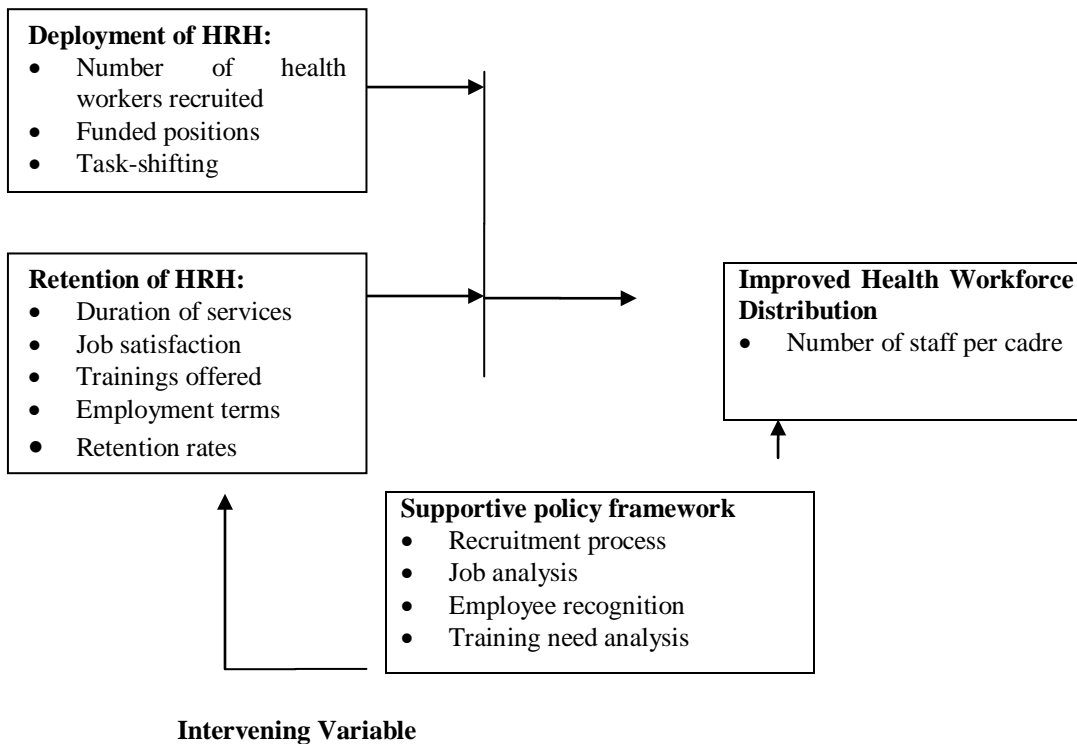 Deployment of HRH:
• Number of health
workers recruited
• Funded positions
• Task-shifting
Retention of HRH:
• Duration of services
• Job satisfaction
• Trainings offered
• Employment terms
• Retention rates
Improved Health Workforce
Distribution
• Number of staff per cadre
Supportive policy framework
• Recruitment process
• Job analysis
• Employee recognition
• Training need analysis
Intervening Variable